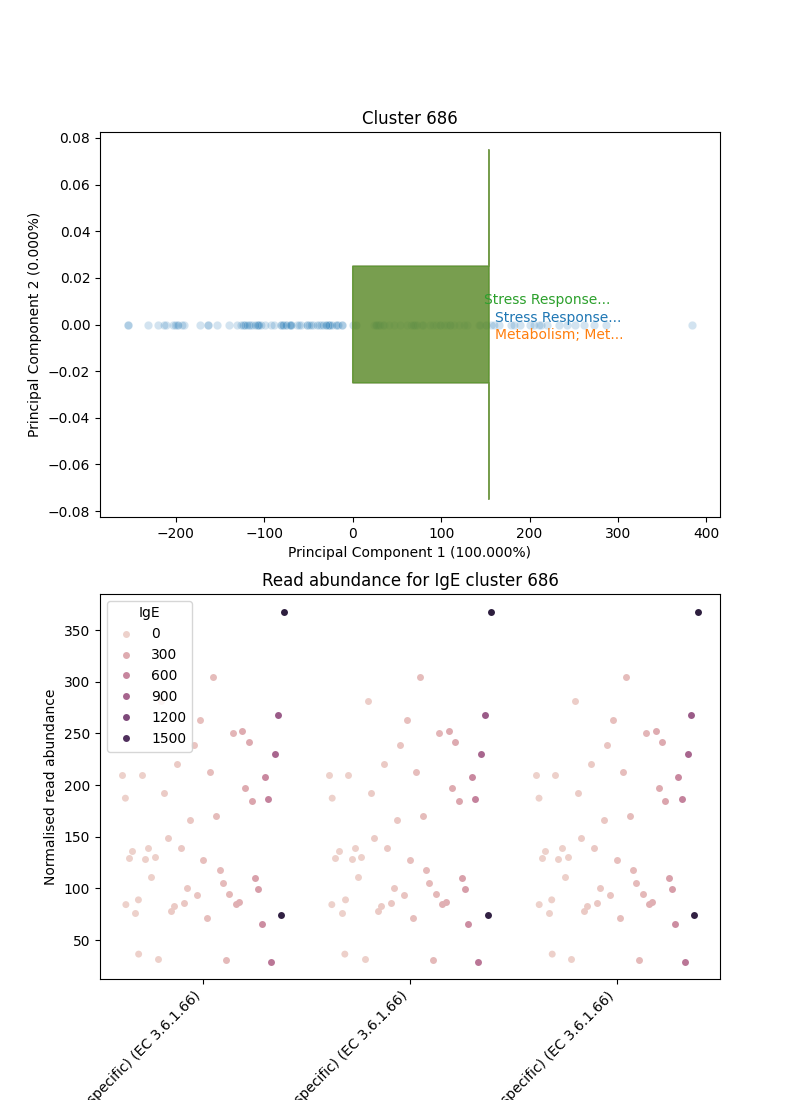 Cluster 686
0.08
0.06
0.04
0.02
0.00
−0.02
−0.04
−0.06
−0.08
Principal Component 2 (0.000%)
Stress Response...
Stress Response...
Metabolism; Met...
−200 −100 0 100 200 300 400
Principal Component 1 (100.000%)
Read abundance for IgE cluster 686
350
300
250
200
150
100
50
Normalised read abundance
IgE
0
300
600
900
1200
1500
specific) (EC 3.6.1.66)
specific) (EC 3.6.1.66)
specific) (EC 3.6.1.66)